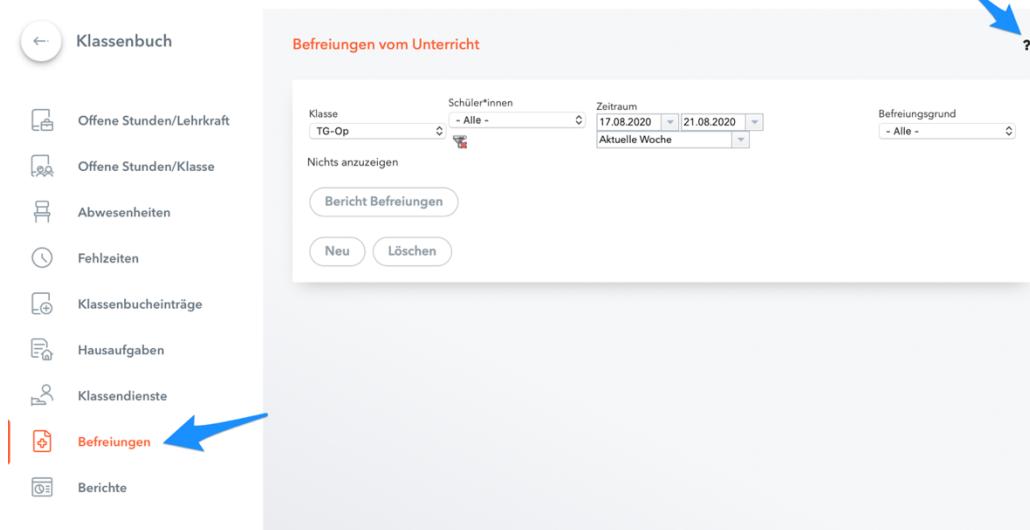 Klassenbuch
Offene Stunden/Lehrkraft
Offene Stunden/Klasse
Abwesenheiten
Fehlzeiten
Klassenbucheinträge
Hausaufgaben
Klassendienste
Befreiungen
Berichte
Befreiungen vom Unterricht
?
Klasse
TG-Op
Schüler*innen
- Alle -
Zeitraum
17.08.2020 21.08.2020
Aktuelle Woche
Befreiungsgrund
- Alle -
Nichts anzuzeigen
Bericht Befreiungen
Neu Löschen